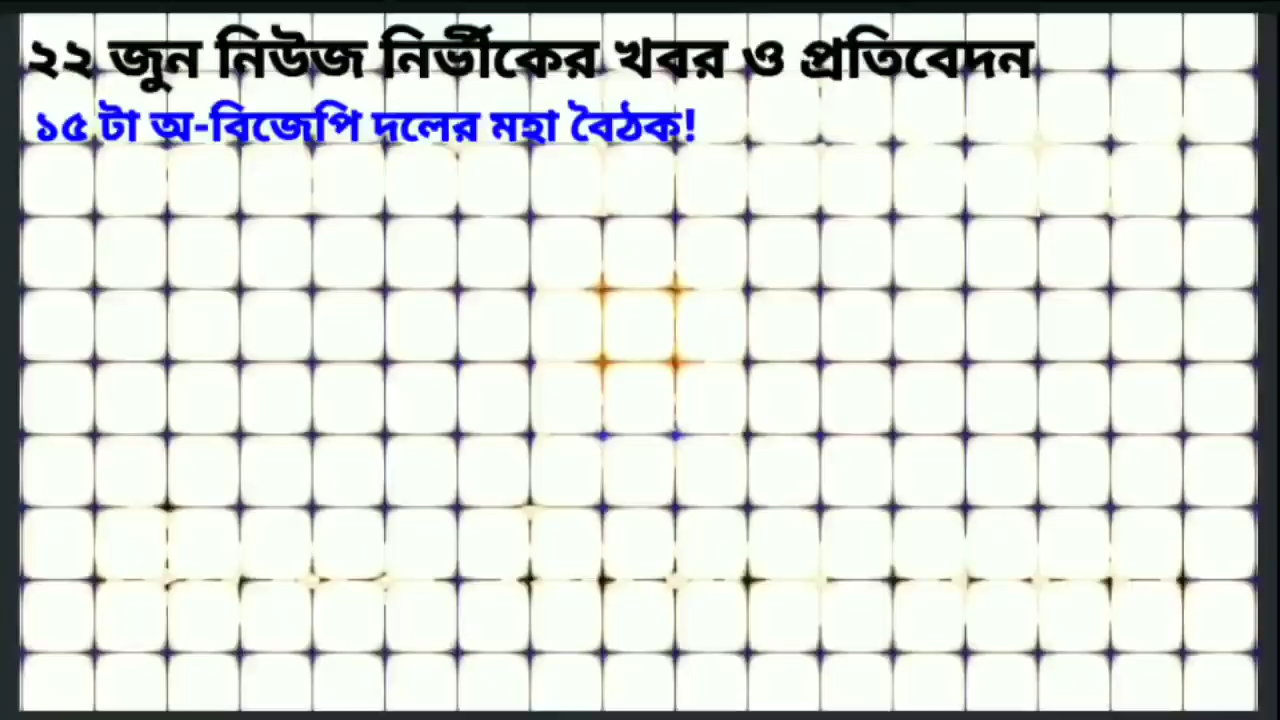 ২২ জুন নিউজ নির্ভীকের খবর ও প্রতিবেদন
১৫ টা অ-বিজেপি দলের মহা বৈঠক!